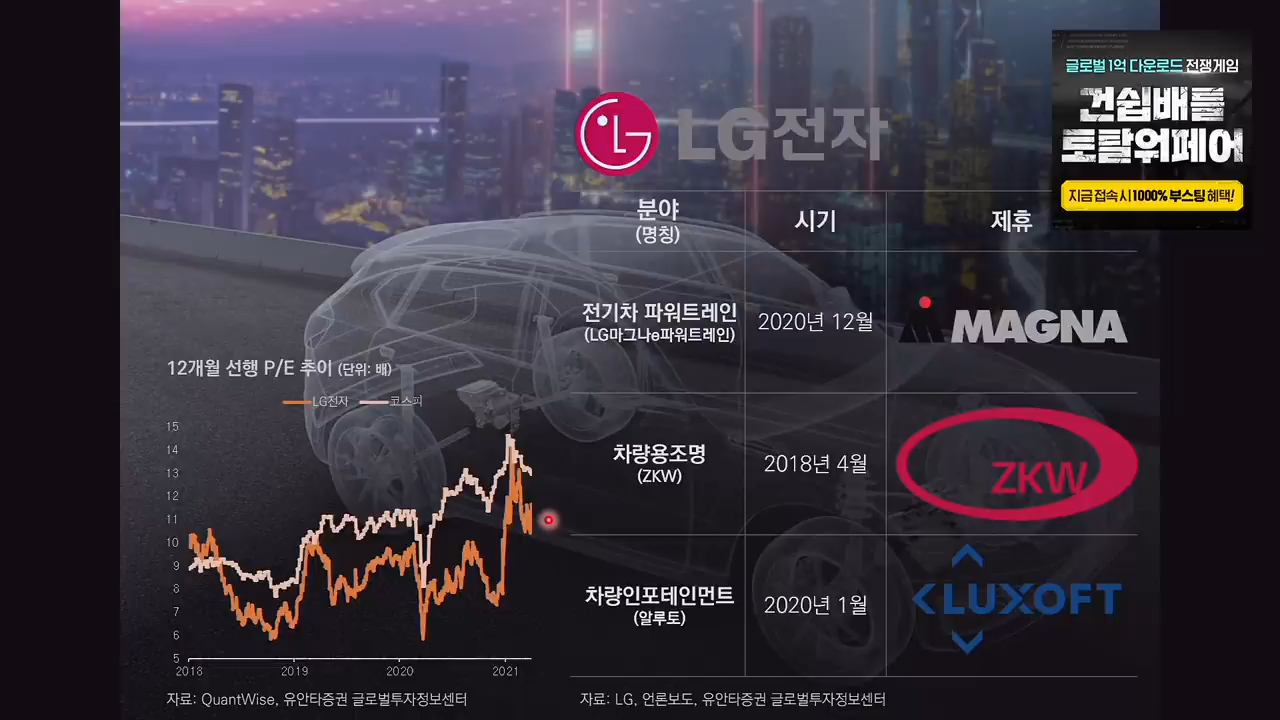 LG전자
분야
(명칭)
시기
제휴
전기차 파워트레인
(LG마그나e파워트레인)
2020년 12월
MAGNA
차량용조명
(ZKW)
2018년 4월
ZKW
차량인포테인먼트
(알루토)
2020년 1월
LUXOFT
자료: LG, 언론보도, 유안타증권 글로벌투자정보센터
12개월 선행 P/E 추이 (단위: 배)
LG전자 코스피
15
14
13
12
11
10
9
8
7
6
5
2018 2019 2020 2021
자료: QuantWise, 유안타증권 글로벌투자정보센터
글로벌 1억 다운로드 전쟁게임
건쉽배틀
토탈워페어
지금 접속 시 1000% 부스팅 혜택!